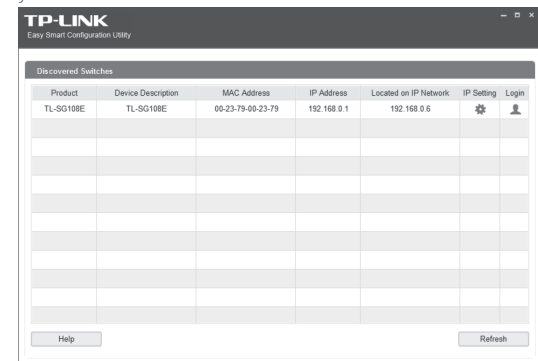 TP-LINK
Easy Smart Configuration Utility
Discovered Switches
Product Device Description MAC Address IP Address Located on IP Network IP Setting Login
TL-SG108E TL-SG108E 00-23-79-00-23-79 192.168.0.1 192.168.0.6
Help Refresh